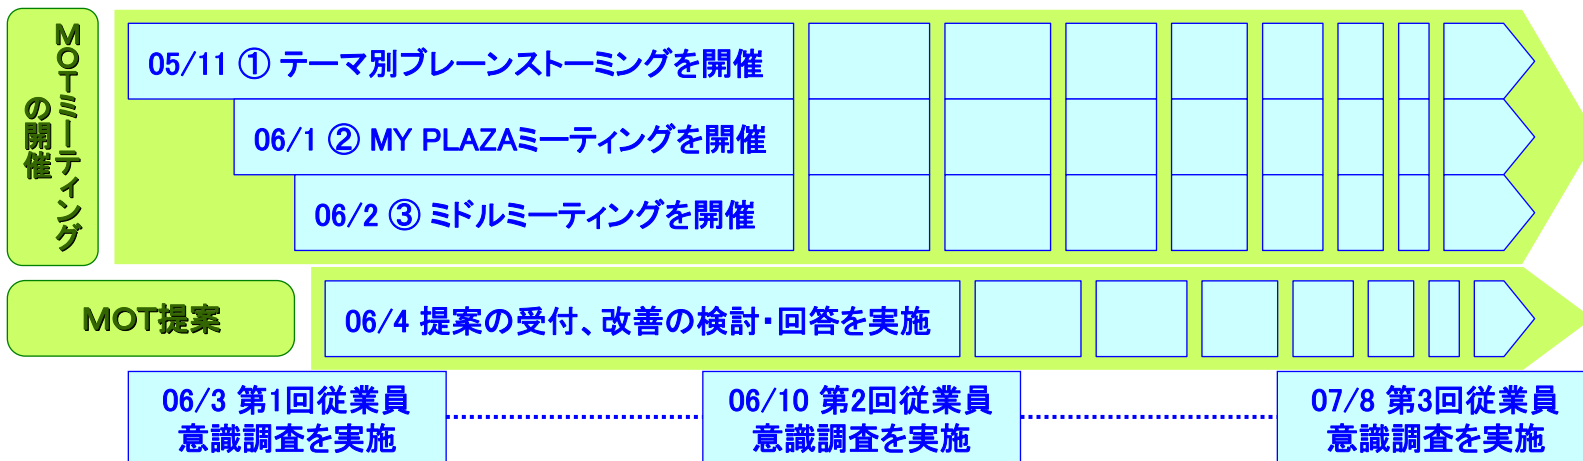 MOTミーティング
の開催
05/11 ① テーマ別ブレーンストーミングを開催
06/1 ② MY PLAZAミーティングを開催
06/2 ③ ミドルミーティングを開催
MOT提案
06/4 提案の受付、改善の検討・回答を実施
06/3 第1回従業員
意識調査を実施
06/10 第2回従業員
意識調査を実施
07/8 第3回従業員
意識調査を実施